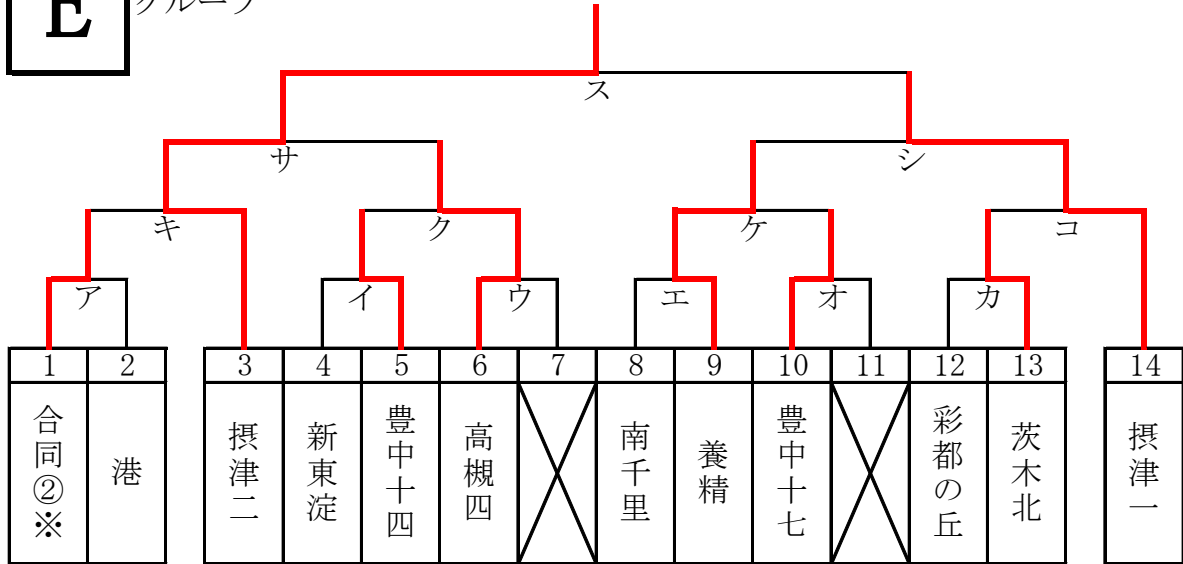 E
グループ
ス
サ
シ
キ
ク
ケ
コ
ア
イ
ウ
エ
オ
カ
1
2
3
4
5
6
7
8
9
10
11
12
13
14
合同②※
港
摂津二
新東淀
豊中十四
高槻四
南千里
養精
豊中十七
彩都の丘
茨木北
摂津一